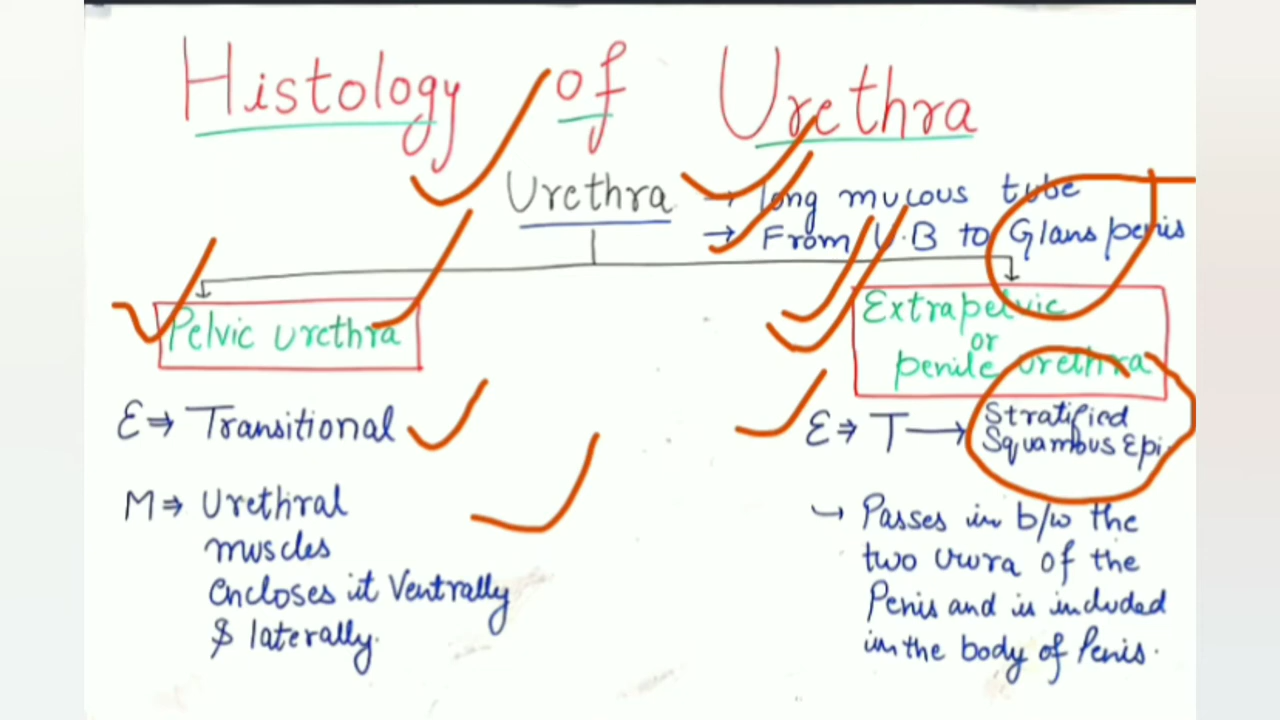 Histology of Urethra
Urethra → long mucous tube
→ From U.B to Glans penis
Pelvic urethra
Extrapelvic
or
penile urethra
Ɛ ⇒ Transitional
Ɛ ⇒ T → Stratified
Squamous Epi.
M ⇒ Urethral
muscles
encloses it Ventrally
& laterally.
↪ Passes in b/w the
two crura of the
Penis and is included
in the body of Penis.